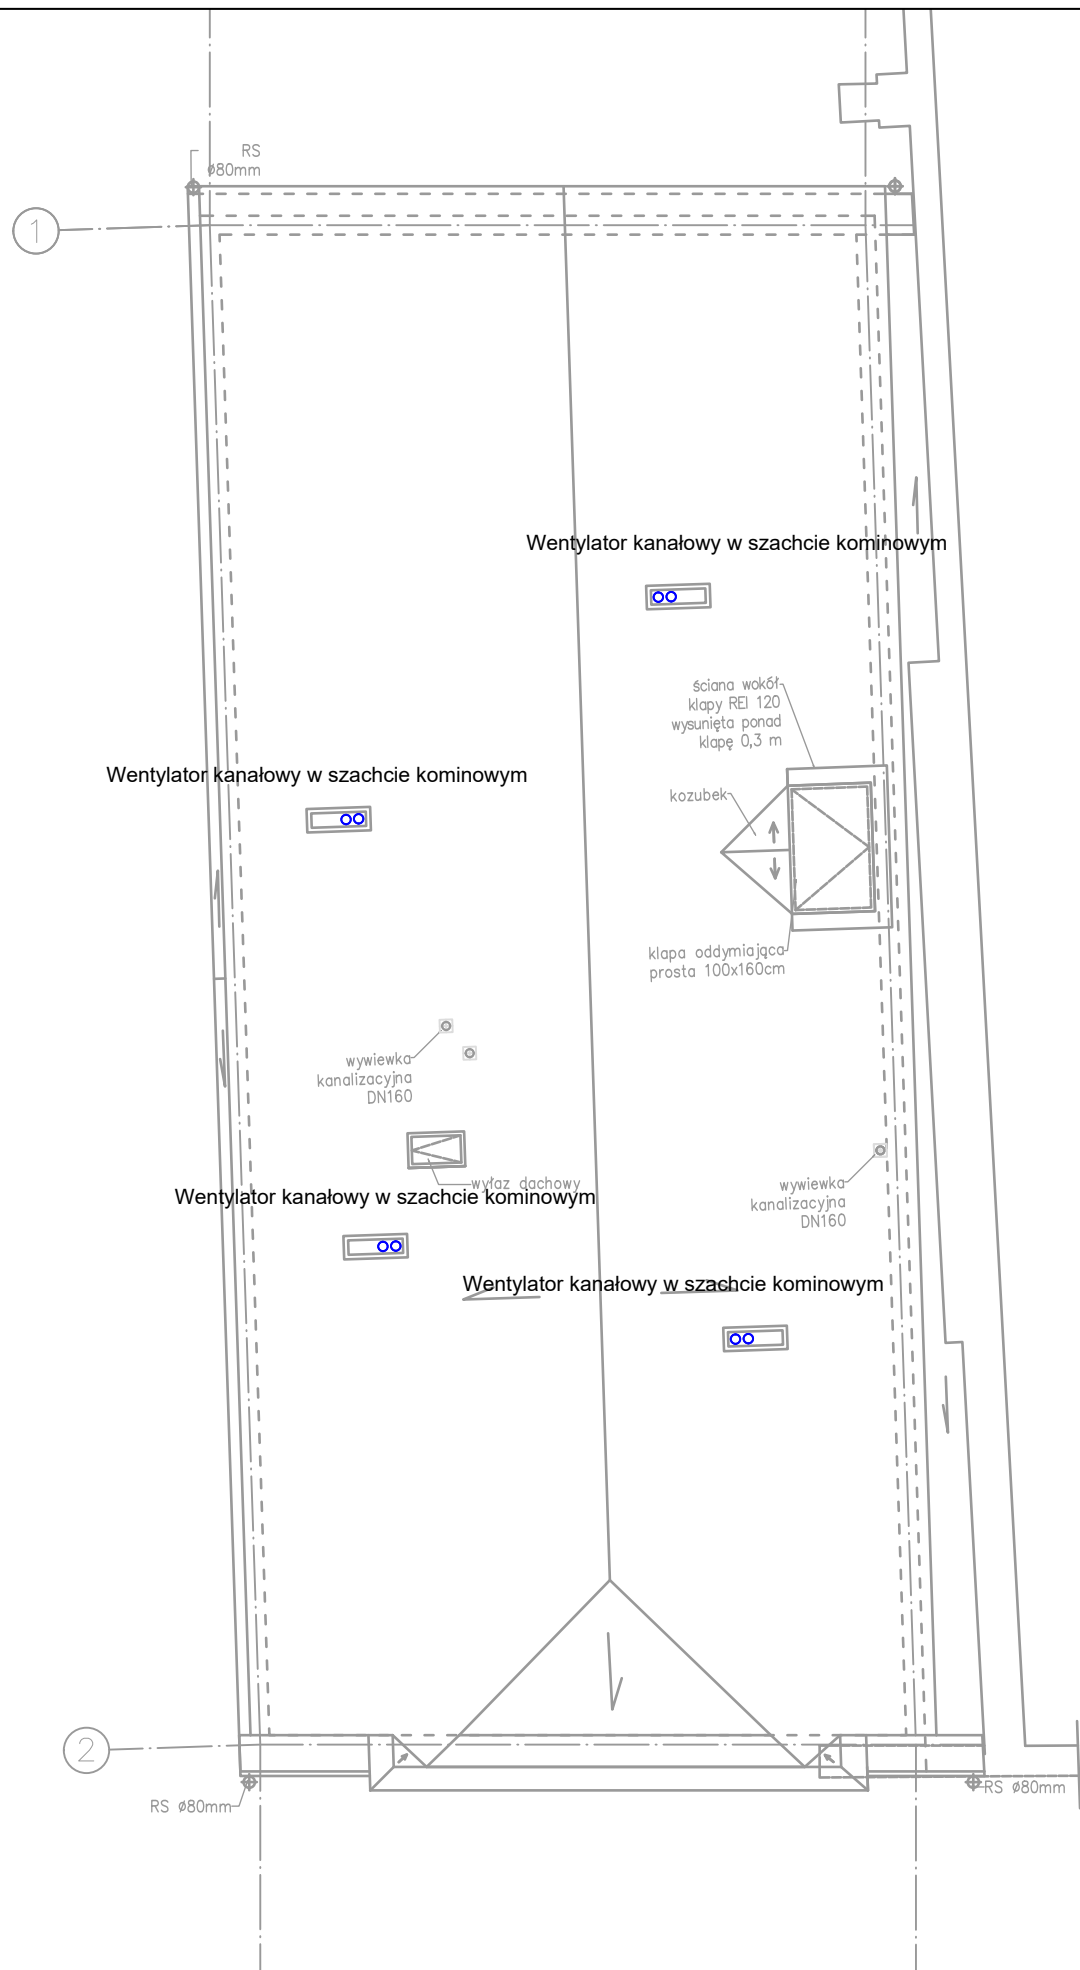 RS
ø80mm
1
Wentylator kanałowy w szachcie kominowym
ściana wokół
klapy REI 120
wysunięta ponad
klapę 0,3 m
Wentylator kanałowy w szachcie kominowym
kozubek
klapa oddymiająca
prosta 100x160cm
wywiewka
kanalizacyjna
DN160
wyłaz dachowy
Wentylator kanałowy w szachcie kominowym
wywiewka
kanalizacyjna
DN160
Wentylator kanałowy w szachcie kominowym
2
RS ø80mm
RS ø80mm